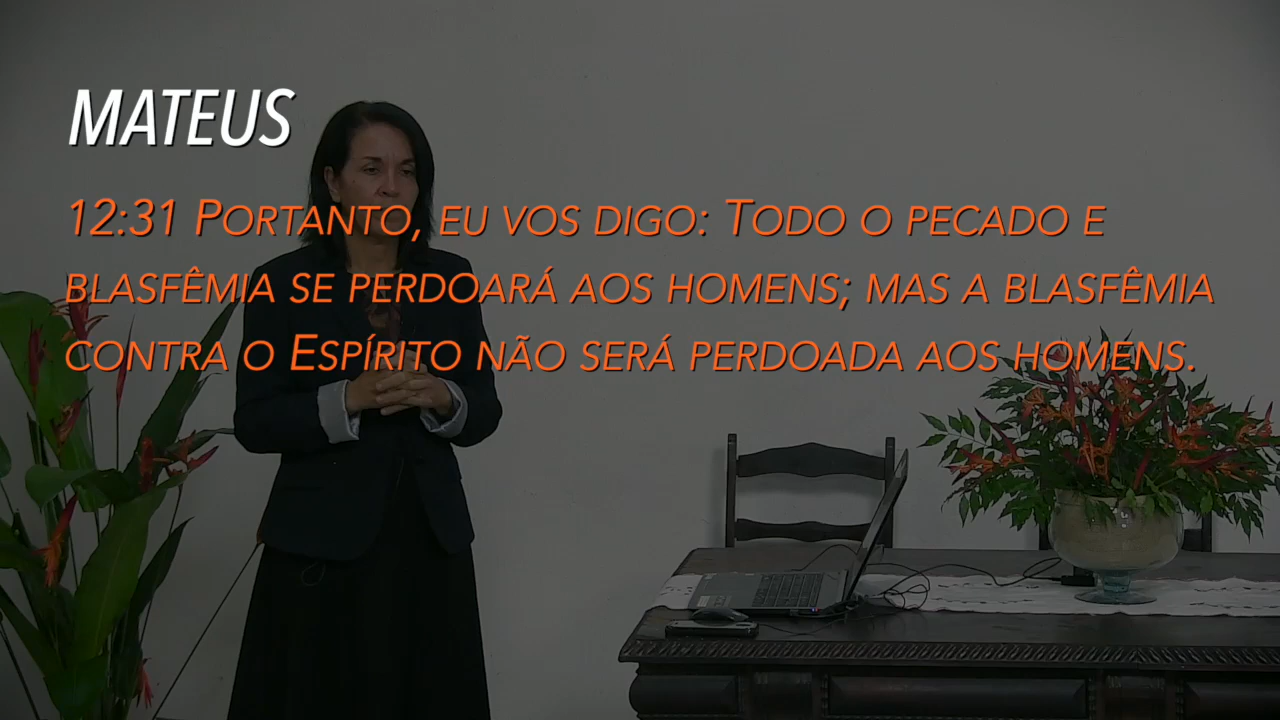 MATEUS
12:31 Portanto, eu vos digo: Todo o pecado e
blasfêmia se perdoará aos homens; mas a blasfêmia
contra o Espírito não será perdoada aos homens.